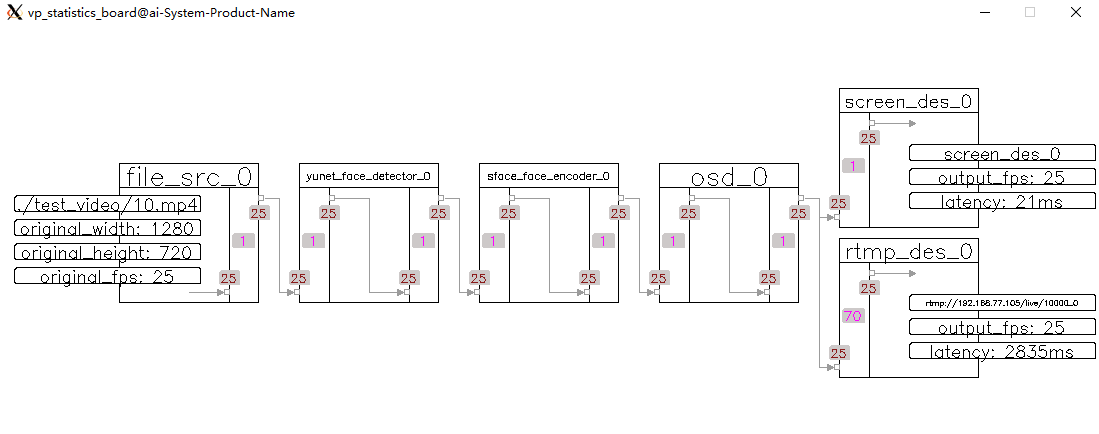 vp_statistics_board@ai-System-Product-Name
file_src_0
./test_video/10.mp4
original_width: 1280
original_height: 720
original_fps: 25
25
1
25
yunet_face_detector_0
25
1
25
25
1
25
sface_face_encoder_0
25
1
25
25
1
25
osd_0
25
1
25
25
1
25
screen_des_0
25
1
25
screen_des_0
output_fps: 25
latency: 21ms
rtmp_des_0
25
70
25
rtmp://192.168.77.105/live/10000_0
output_fps: 25
latency: 2835ms